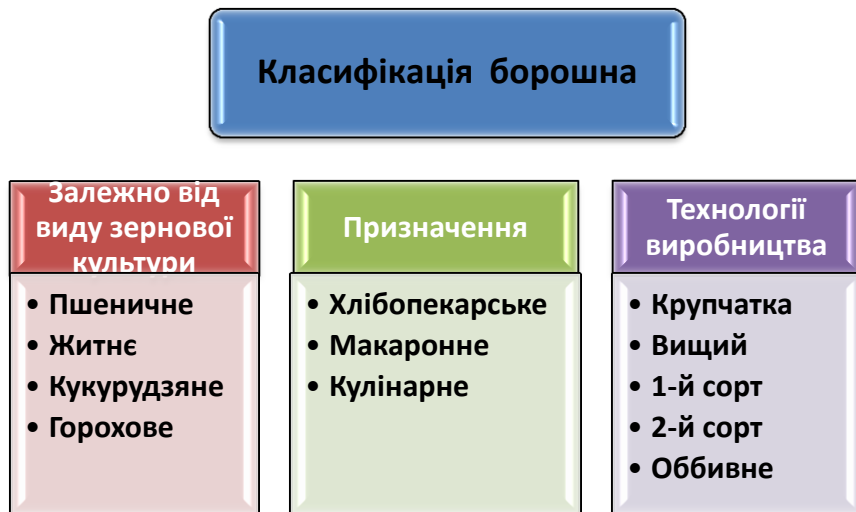 Класифікація борошна
Залежно від
виду зернової
культури
• Пшеничне
• Житнє
• Кукурудзяне
• Горохове
Призначення
• Хлібопекарське
• Макаронне
• Кулінарне
Технології
виробництва
• Крупчатка
• Вищий
• 1-й сорт
• 2-й сорт
• Оббивне